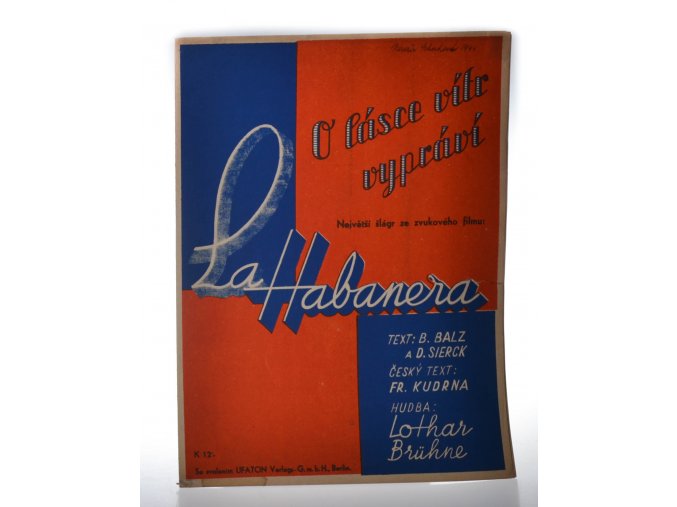 O lásce vítr
vypráví
Největší šlágr ze zvukového filmu:
La Habanera
TEXT: B. BALZ
A D. SIERCK
ČESKÝ TEXT:
FR. KUDRNA
HUDBA:
Lothar
Brühne
K 12·-
Se svolením UFATON Verlags-G.m.b.H., Berlin.